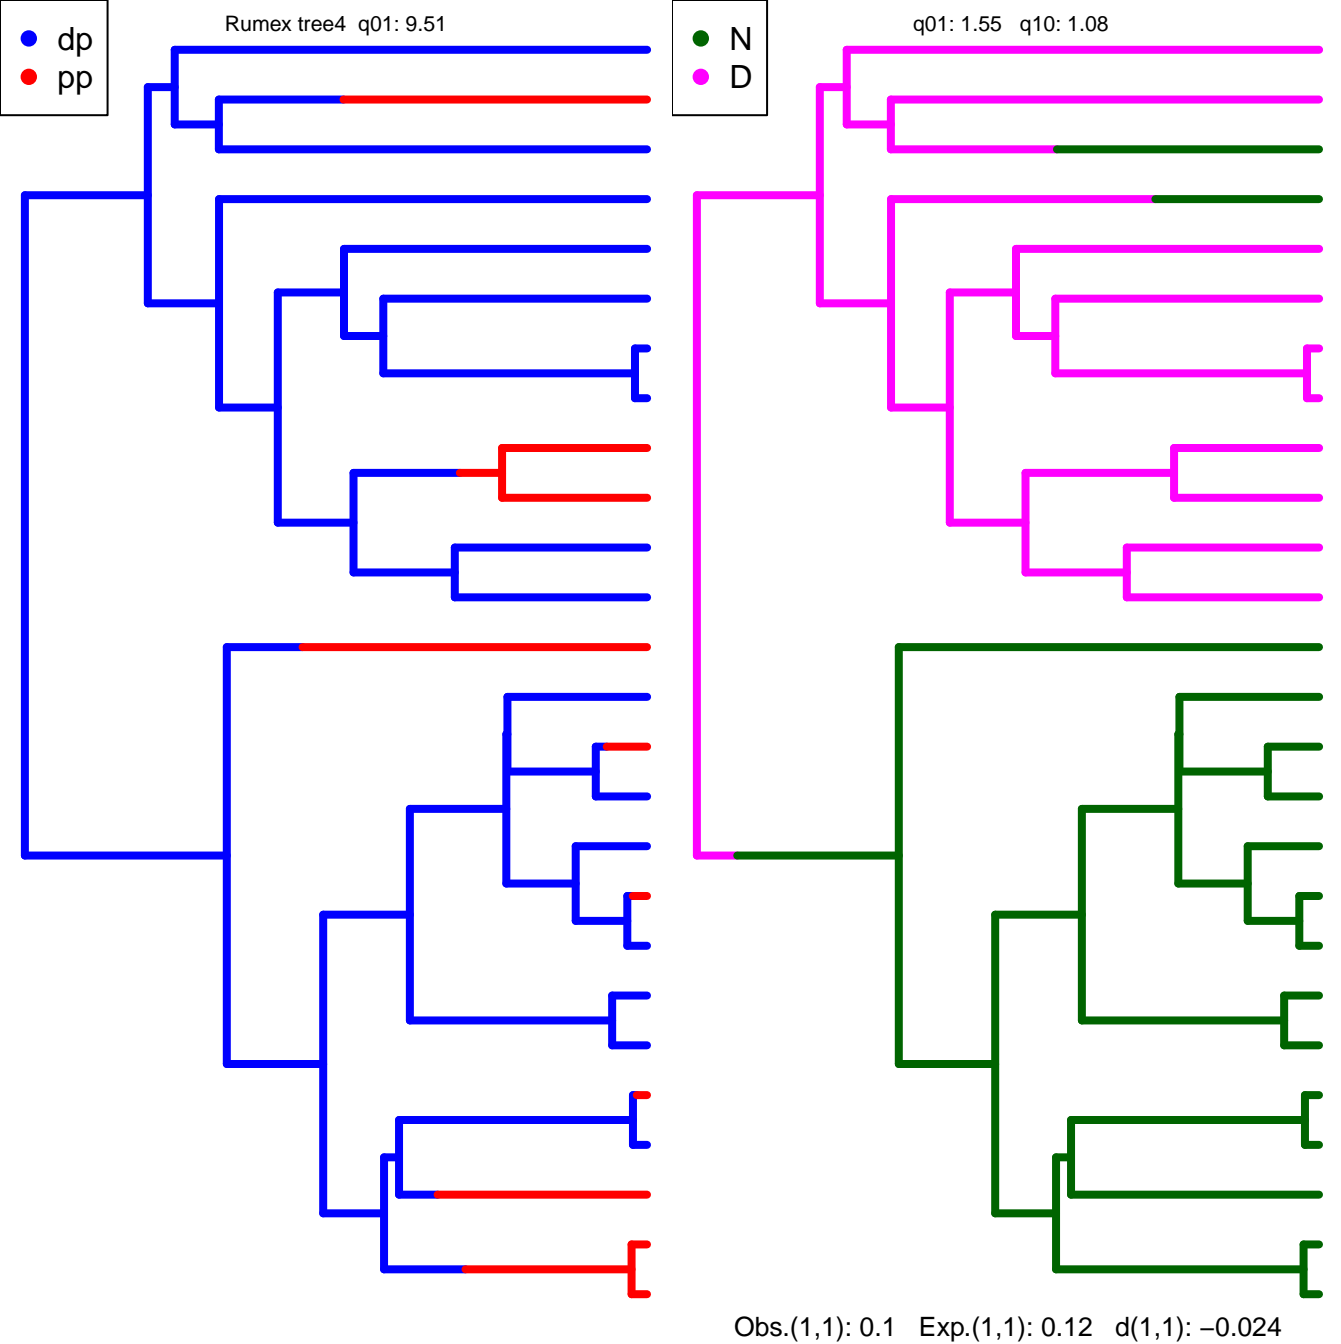 Rumex tree4  q01: 9.51
dp
pp
q01: 1.55   q10: 1.08
N
D
Obs.(1,1): 0.1   Exp.(1,1): 0.12   d(1,1): −0.024